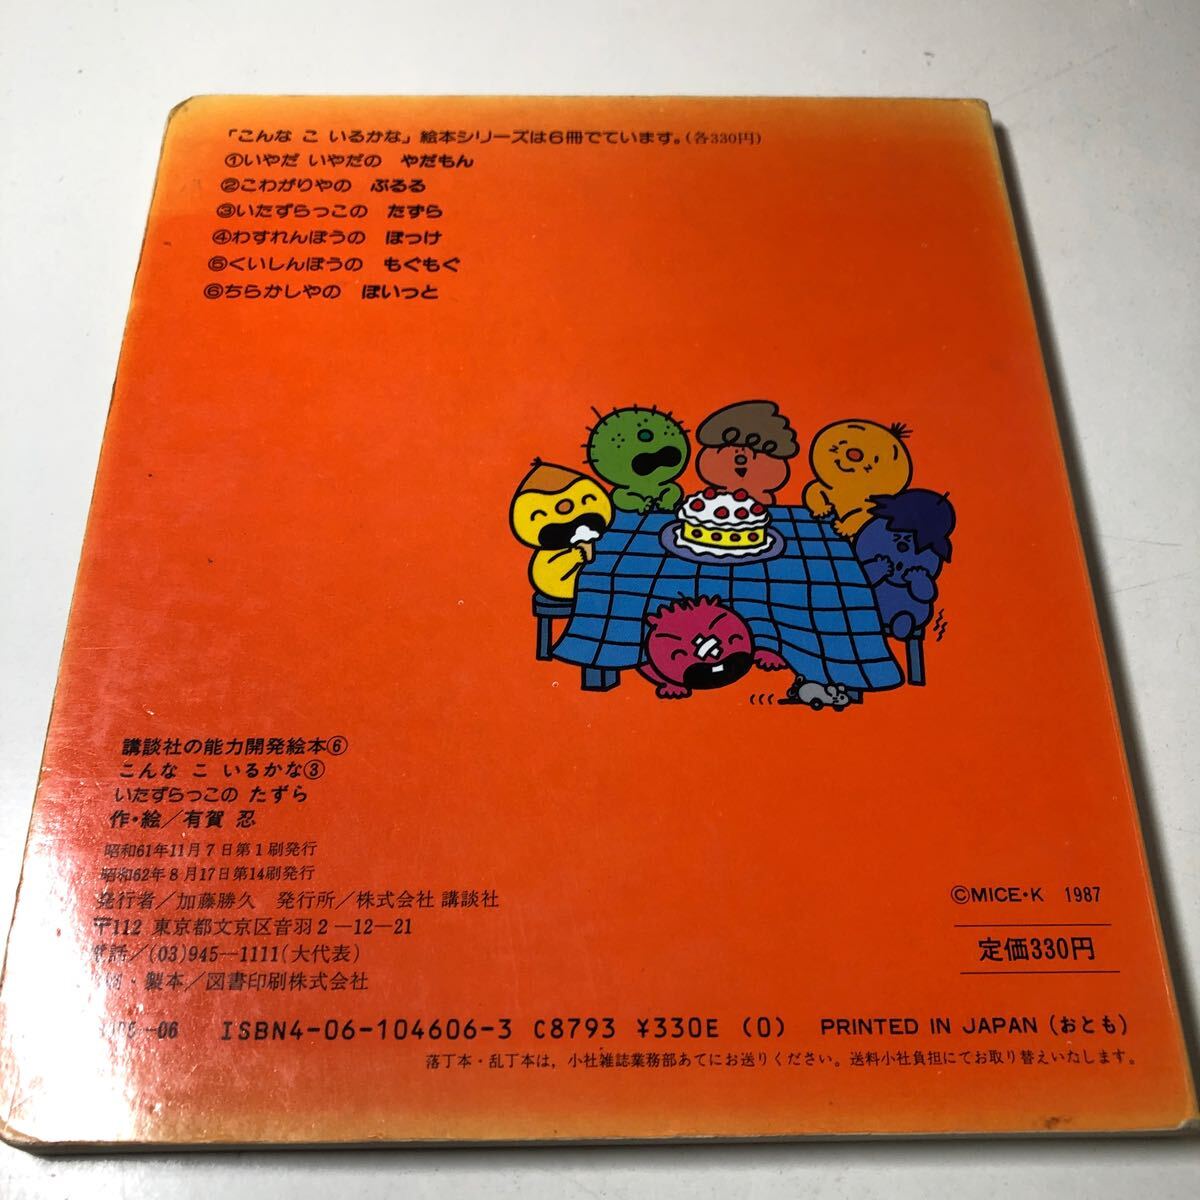 「こんな こ いるかな」絵本シリーズは6冊でています。(各330円)
①いやだ いやだの やだもん
②こわがりやの ぶるる
③いたずらっこの たずら
④わすれんぼうの ぽっけ
⑤くいしんぼうの もぐもぐ
⑥ちらかしやの ぽいっと
講談社の能力開発絵本⑥
こんな こ いるかな③
いたずらっこの たずら
作・絵/有賀 忍
昭和61年11月7日第1刷発行
昭和62年8月17日第14刷発行
発行者/加藤勝久 発行所/株式会社 講談社
〒112 東京都文京区音羽2―12―21
電話/(03)945―1111(大代表)
・製本/図書印刷株式会社
©MICE・K 1987
定価330円
―06 ISBN4-06-104606-3 C8793 ¥330E (0) PRINTED IN JAPAN (おとも)
落丁本・乱丁本は,小社雑誌業務部あてにお送りください。送料小社負担にてお取り替えいたします。